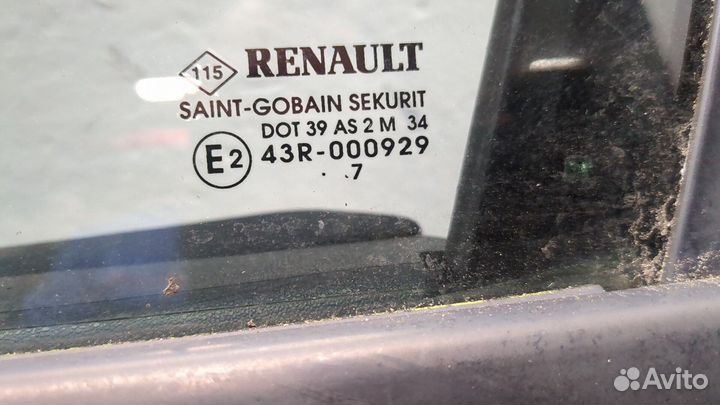 115 RENAULT
SAINT-GOBAIN SEKURIT
DOT 39 AS 2 M 34
E2 43R-000929
. 7
Avito